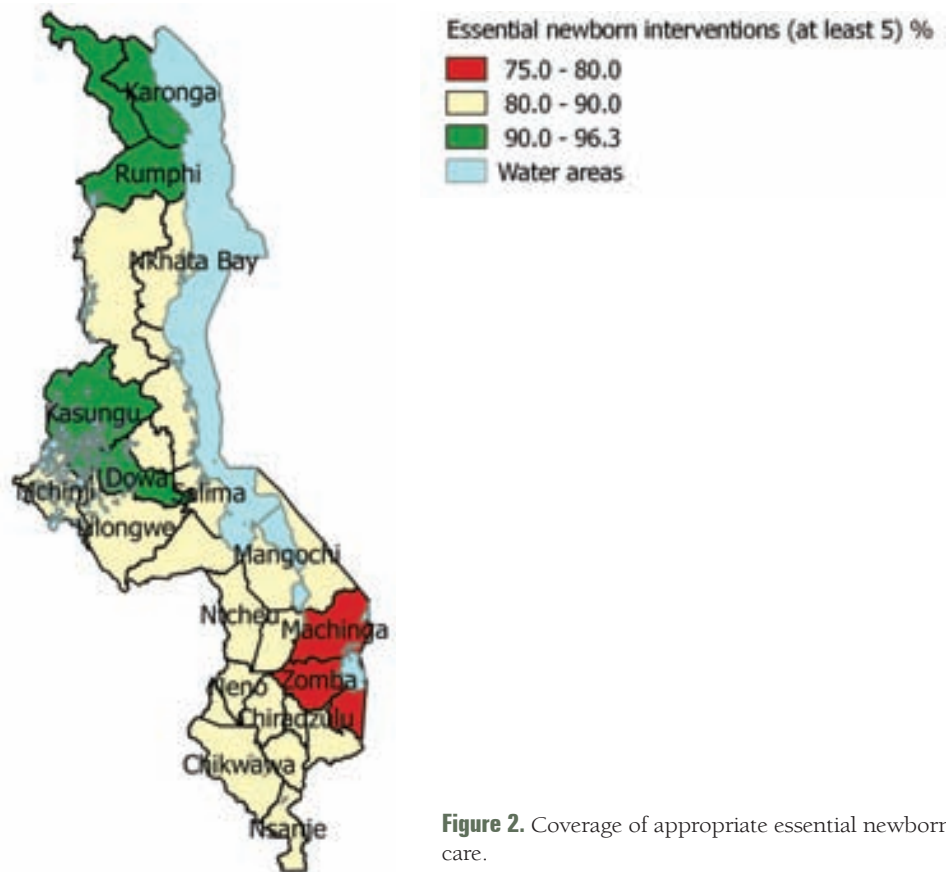 Karonga
Rumphi
Nkhata Bay
Kasungu
Dowa
Mchinji
Salima
Lilongwe
Mangochi
Ntcheu
Machinga
Zomba
Neno
Chiradzulu
Chikwawa
Nsanje
Essential newborn interventions (at least 5) %
75.0 - 80.0
80.0 - 90.0
90.0 - 96.3
Water areas
Figure 2. Coverage of appropriate essential newborn
care.